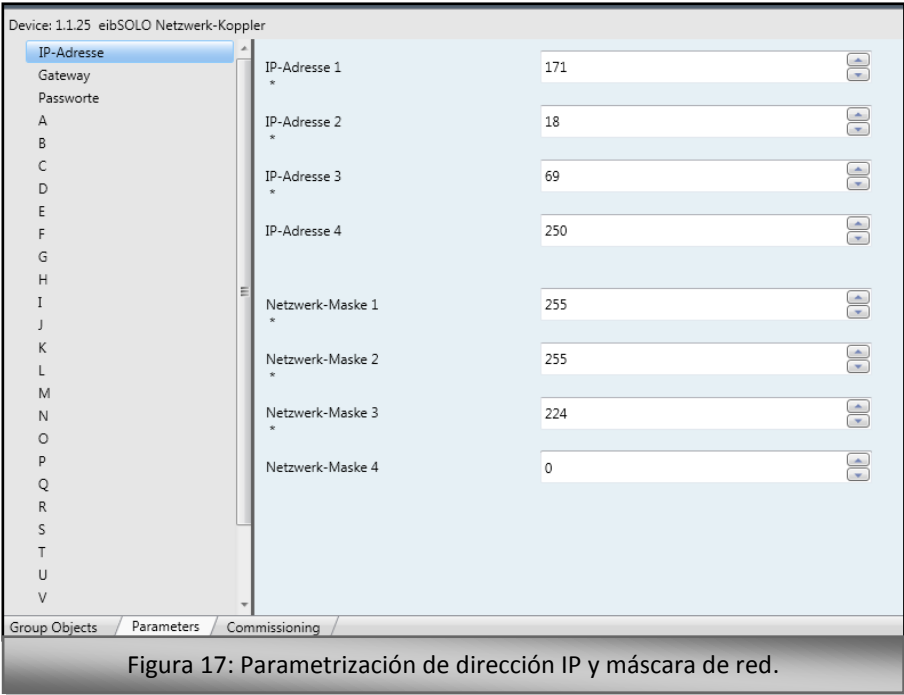 Device: 1.1.25 eibSOLO Netzwerk-Koppler
IP-Adresse
Gateway
Passworte
A
B
C
D
E
F
G
H
I
J
K
L
M
N
O
P
Q
R
S
T
U
V
IP-Adresse 1 171
*
IP-Adresse 2 18
*
IP-Adresse 3 69
*
IP-Adresse 4 250
Netzwerk-Maske 1 255
*
Netzwerk-Maske 2 255
*
Netzwerk-Maske 3 224
*
Netzwerk-Maske 4 0
Group Objects Parameters Commissioning
Figura 17: Parametrización de dirección IP y máscara de red.